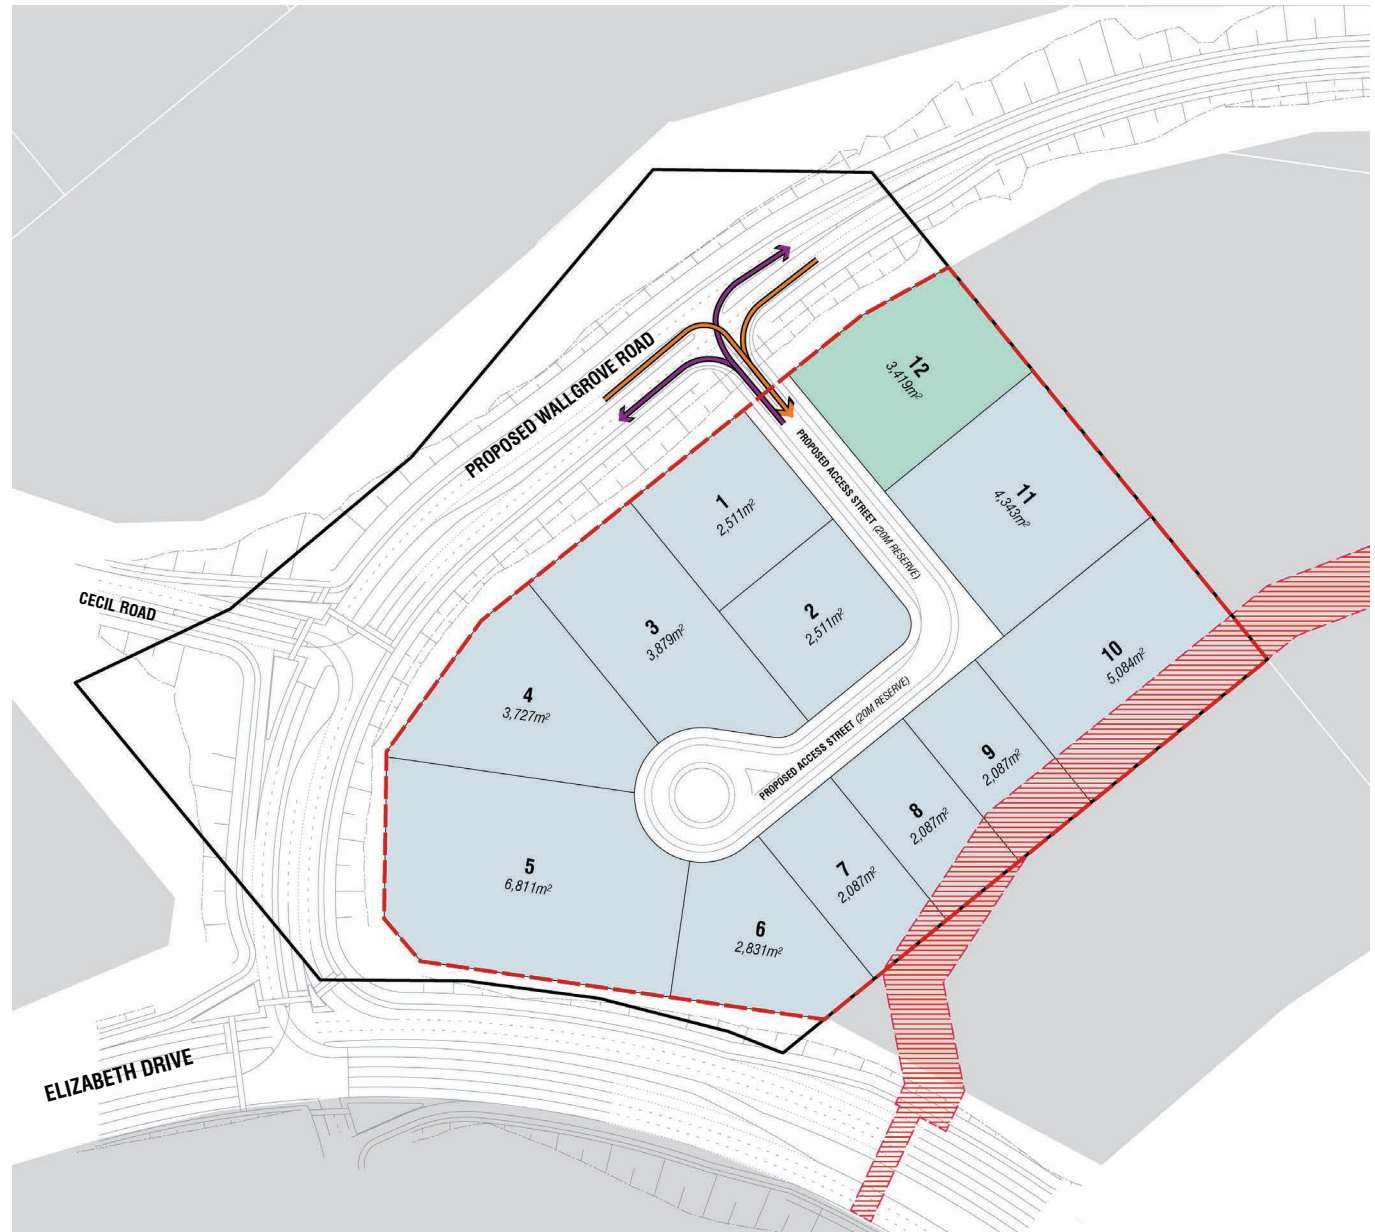 12
3,419m²
PROPOSED WALLGROVE ROAD
PROPOSED ACCESS STREET (20M RESERVE)
11
4,343m²
1
2,511m²
CECIL ROAD
2
2,511m²
3
3,879m²
10
5,084m²
4
3,727m²
PROPOSED ACCESS STREET (20M RESERVE)
9
2,087m²
8
2,087m²
7
2,087m²
5
6,811m²
6
2,831m²
ELIZABETH DRIVE